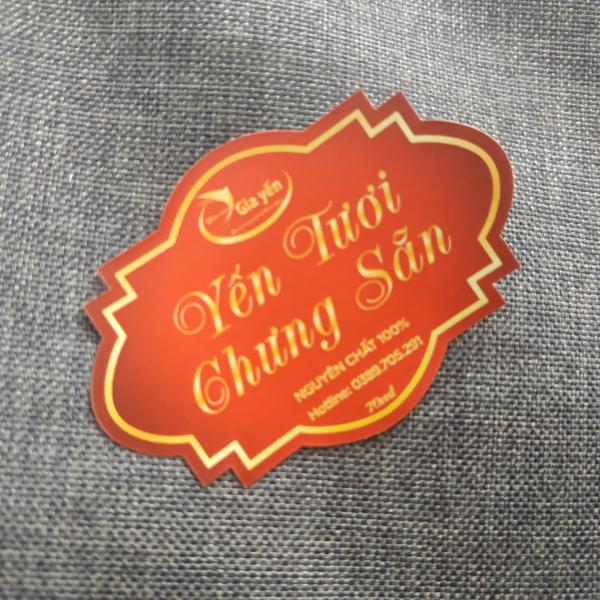 Gia yến
Yến Tươi
Chưng Sẵn
NGUYÊN CHẤT 100%
Hotline: 0389.705.291
70ml